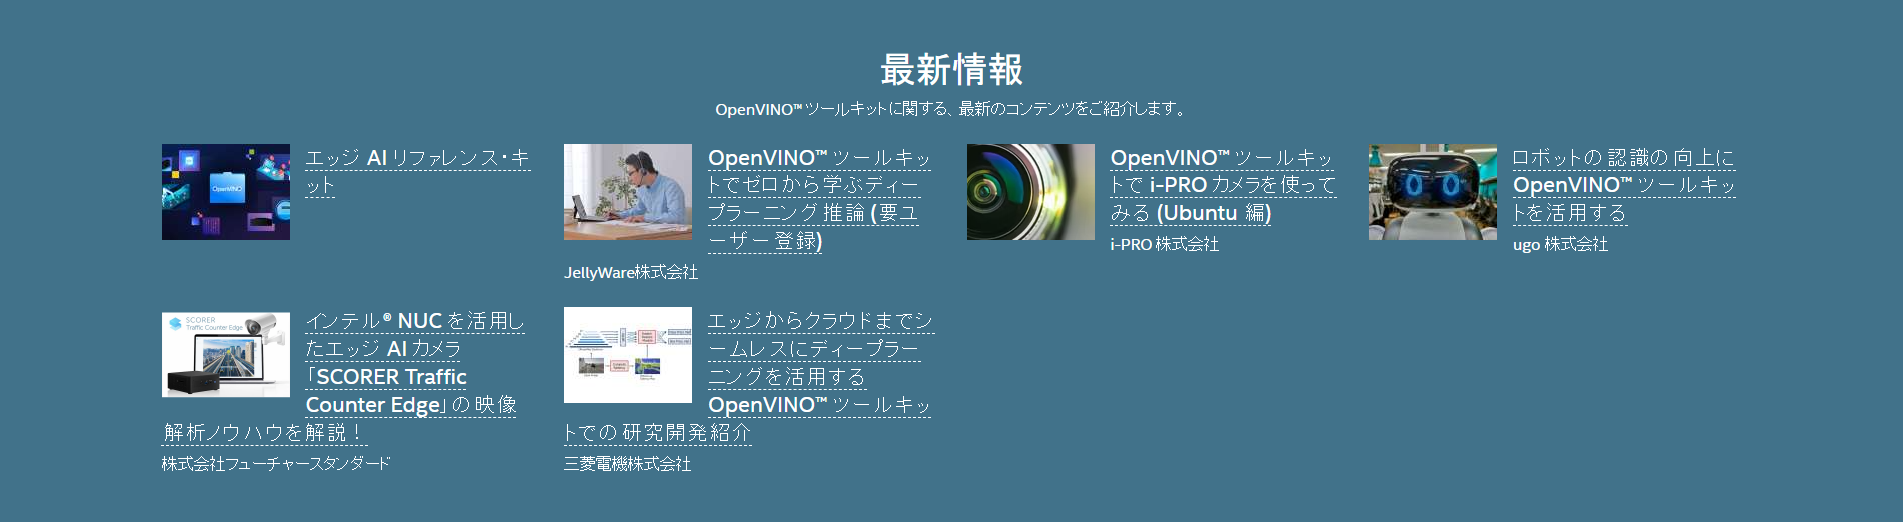 最新情報
OpenVINO™ ツールキットに関する、最新のコンテンツをご紹介します。
OpenVINO
エッジ AI リファレンス・キ
ット
OpenVINO™ ツールキッ
トでゼロから学ぶディー
プラーニング推論 (要ユ
ーザー登録)
JellyWare株式会社
OpenVINO™ ツールキッ
トで i-PRO カメラを使って
みる (Ubuntu 編)
i-PRO 株式会社
ロボットの認識の向上に
OpenVINO™ ツールキッ
トを活用する
ugo 株式会社
SCORER
Traffic Counter Edge
インテル® NUC を活用し
たエッジ AI カメラ
「SCORER Traffic
Counter Edge」の映像
解析ノウハウを解説！
株式会社フューチャースタンダード
エッジからクラウドまでシ
ームレスにディープラー
ニングを活用する
OpenVINO™ ツールキッ
トでの研究開発紹介
三菱電機株式会社